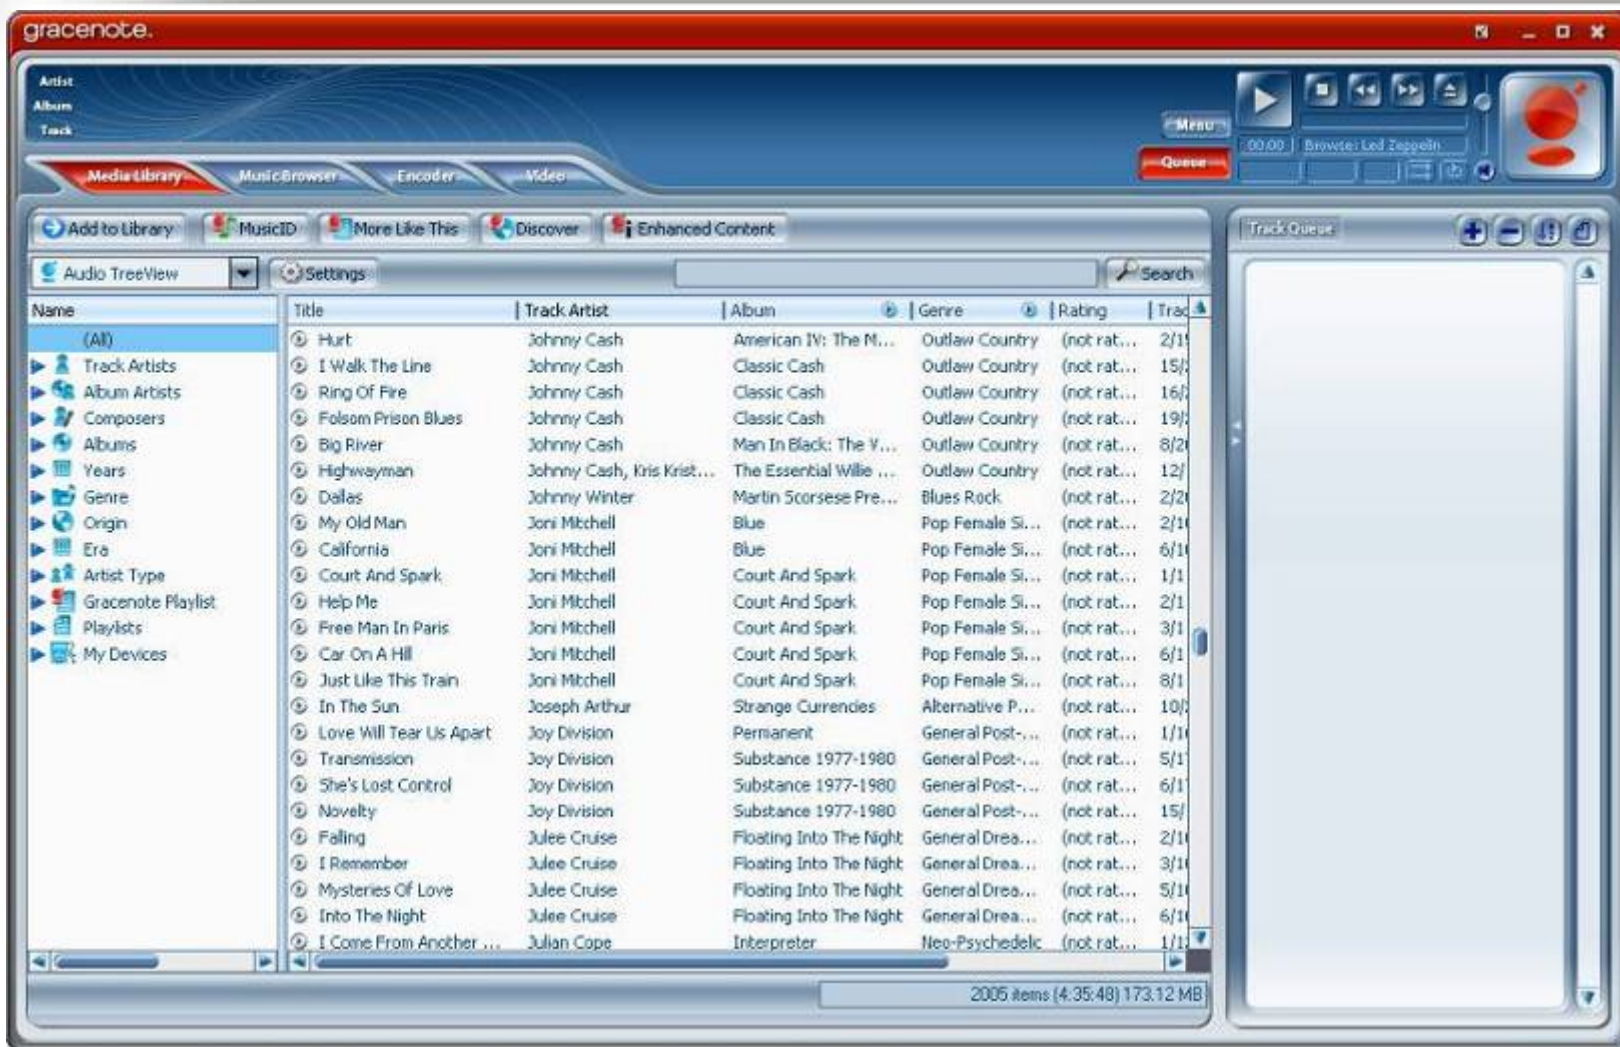 gracenote.
Artist
Album
Track
Menu
Queue
00:00 Browse: Led Zeppelin
Media Library Music Browser Encoder Video
Add to Library MusicID More Like This Discover Enhanced Content
Track Queue
Audio TreeView Settings Search
Name
(All)
Track Artists
Album Artists
Composers
Albums
Years
Genre
Origin
Era
Artist Type
Gracenote Playlist
Playlists
My Devices
Title Track Artist Album Genre Rating Trac
Hurt Johnny Cash American IV: The M... Outlaw Country (not rat... 2/1
I Walk The Line Johnny Cash Classic Cash Outlaw Country (not rat... 15/
Ring Of Fire Johnny Cash Classic Cash Outlaw Country (not rat... 16/
Folsom Prison Blues Johnny Cash Classic Cash Outlaw Country (not rat... 19/
Big River Johnny Cash Man In Black: The V... Outlaw Country (not rat... 8/2
Highwayman Johnny Cash, Kris Krist... The Essential Willie ... Outlaw Country (not rat... 12/
Dallas Johnny Winter Martin Scorsese Pre... Blues Rock (not rat... 2/2
My Old Man Joni Mitchell Blue Pop Female Si... (not rat... 2/1
California Joni Mitchell Blue Pop Female Si... (not rat... 6/1
Court And Spark Joni Mitchell Court And Spark Pop Female Si... (not rat... 1/1
Help Me Joni Mitchell Court And Spark Pop Female Si... (not rat... 2/1
Free Man In Paris Joni Mitchell Court And Spark Pop Female Si... (not rat... 3/1
Car On A Hill Joni Mitchell Court And Spark Pop Female Si... (not rat... 6/1
Just Like This Train Joni Mitchell Court And Spark Pop Female Si... (not rat... 8/1
In The Sun Joseph Arthur Strange Currencies Alternative P... (not rat... 10/
Love Will Tear Us Apart Joy Division Permanent General Post-... (not rat... 1/1
Transmission Joy Division Substance 1977-1980 General Post-... (not rat... 5/1
She's Lost Control Joy Division Substance 1977-1980 General Post-... (not rat... 6/1
Novelty Joy Division Substance 1977-1980 General Post-... (not rat... 15/
Falling Julee Cruise Floating Into The Night General Drea... (not rat... 2/1
I Remember Julee Cruise Floating Into The Night General Drea... (not rat... 3/1
Mysteries Of Love Julee Cruise Floating Into The Night General Drea... (not rat... 5/1
Into The Night Julee Cruise Floating Into The Night General Drea... (not rat... 6/1
I Come From Another ... Julian Cope Interpreter Neo-Psychedelic (not rat... 1/1
2005 items (4:35:48) 173.12 MB